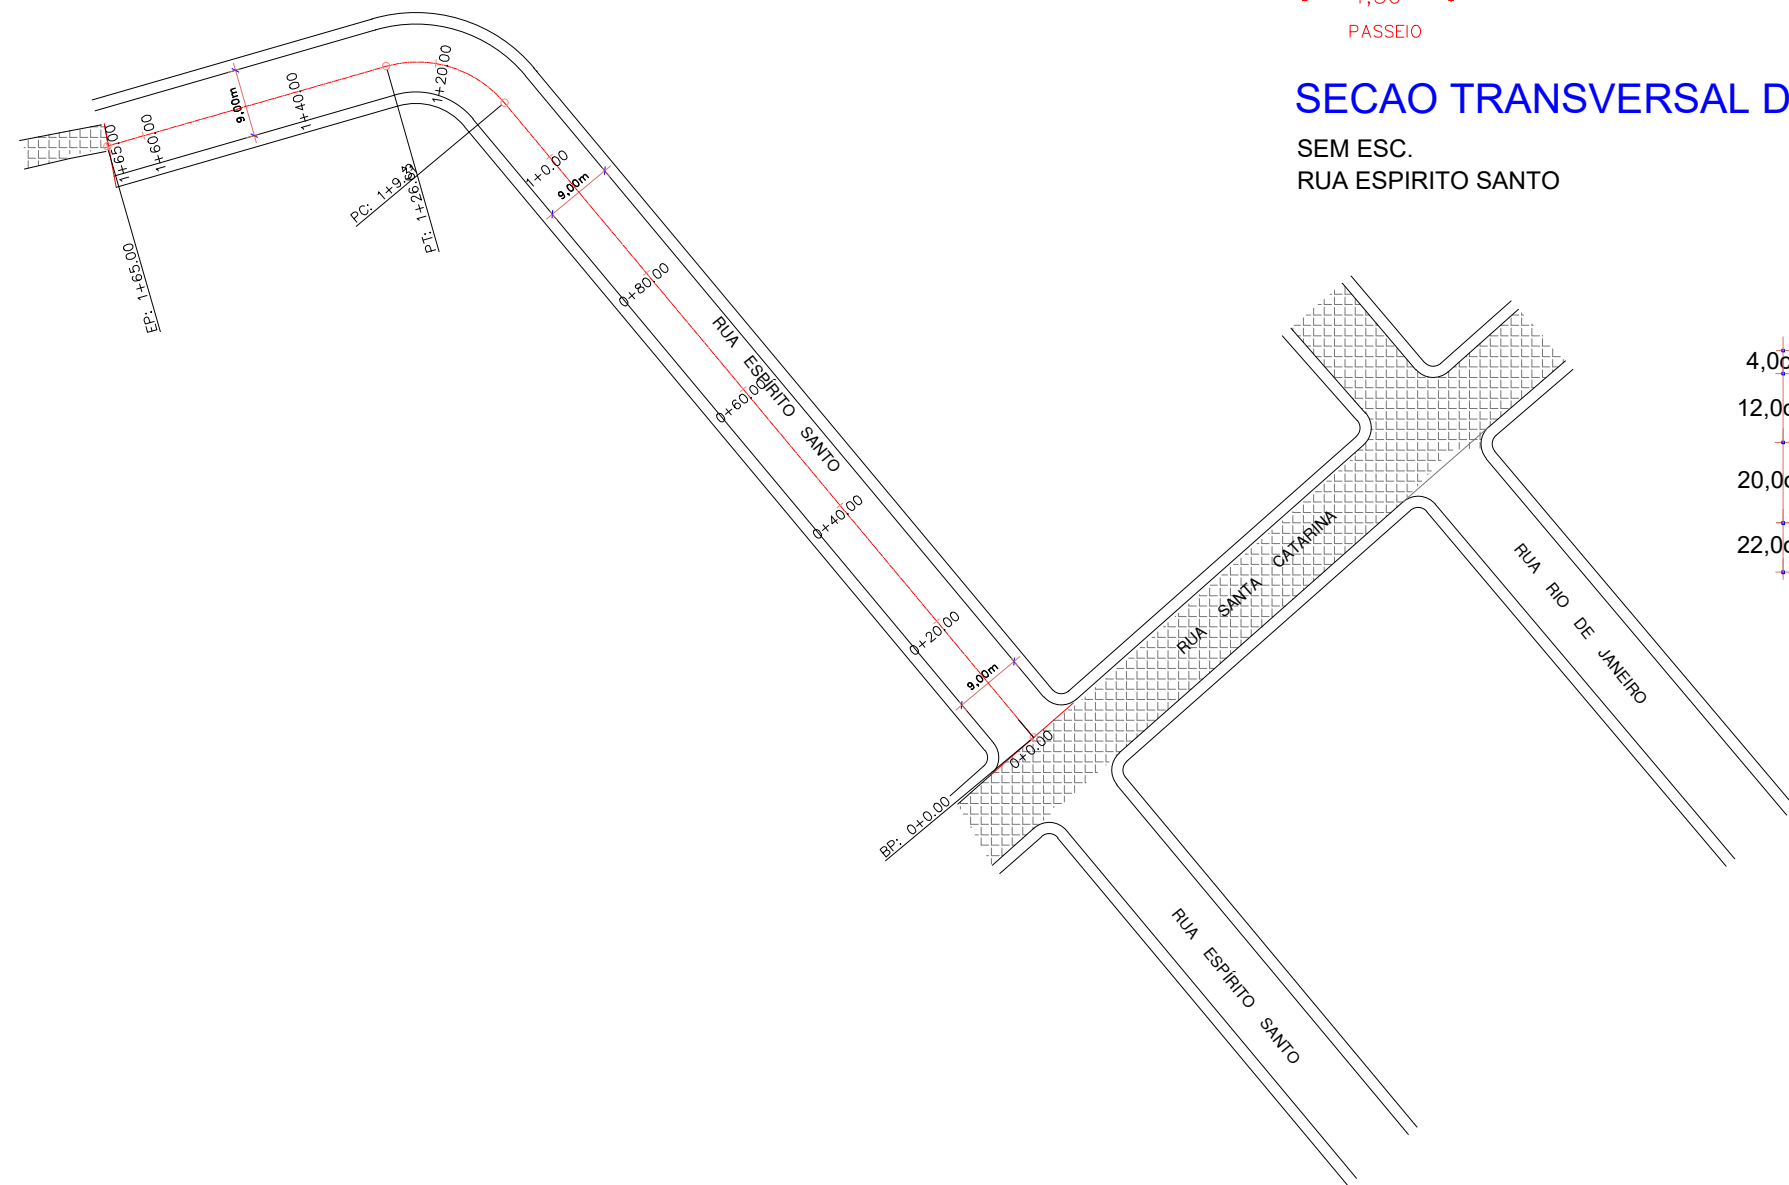 PASSEIO
SECAO TRANSVERSAL D
SEM ESC.
RUA ESPIRITO SANTO
1+20.00
1+40.00
9,00m
1+60.00
1+65.00
1+0.00
9,00m
PC: 1+9.63
PT: 1+26.63
EP: 1+65.00
0+80.00
RUA ESPÍRITO SANTO
0+60.00
0+40.00
0+20.00
9,00m
0+0.00
BP: 0+0.00
RUA SANTA CATARINA
RUA RIO DE JANEIRO
RUA ESPÍRITO SANTO
4,0
12,0
20,0
22,0